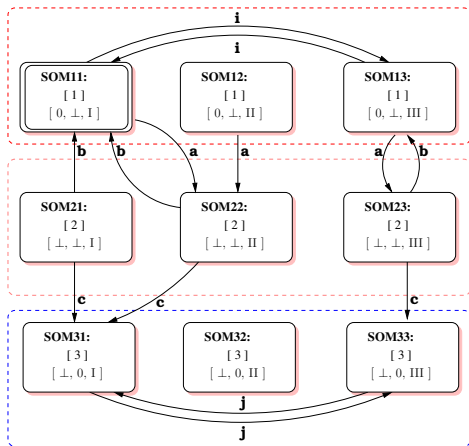 i
i
SOM11:
[ 1 ]
[ 0, ⊥, I ]
SOM12:
[ 1 ]
[ 0, ⊥, II ]
SOM13:
[ 1 ]
[ 0, ⊥, III ]
b
b
a
a
a
b
SOM21:
[ 2 ]
[ ⊥, ⊥, I ]
SOM22:
[ 2 ]
[ ⊥, ⊥, II ]
SOM23:
[ 2 ]
[ ⊥, ⊥, III ]
c
c
c
SOM31:
[ 3 ]
[ ⊥, 0, I ]
SOM32:
[ 3 ]
[ ⊥, 0, II ]
SOM33:
[ 3 ]
[ ⊥, 0, III ]
j
j